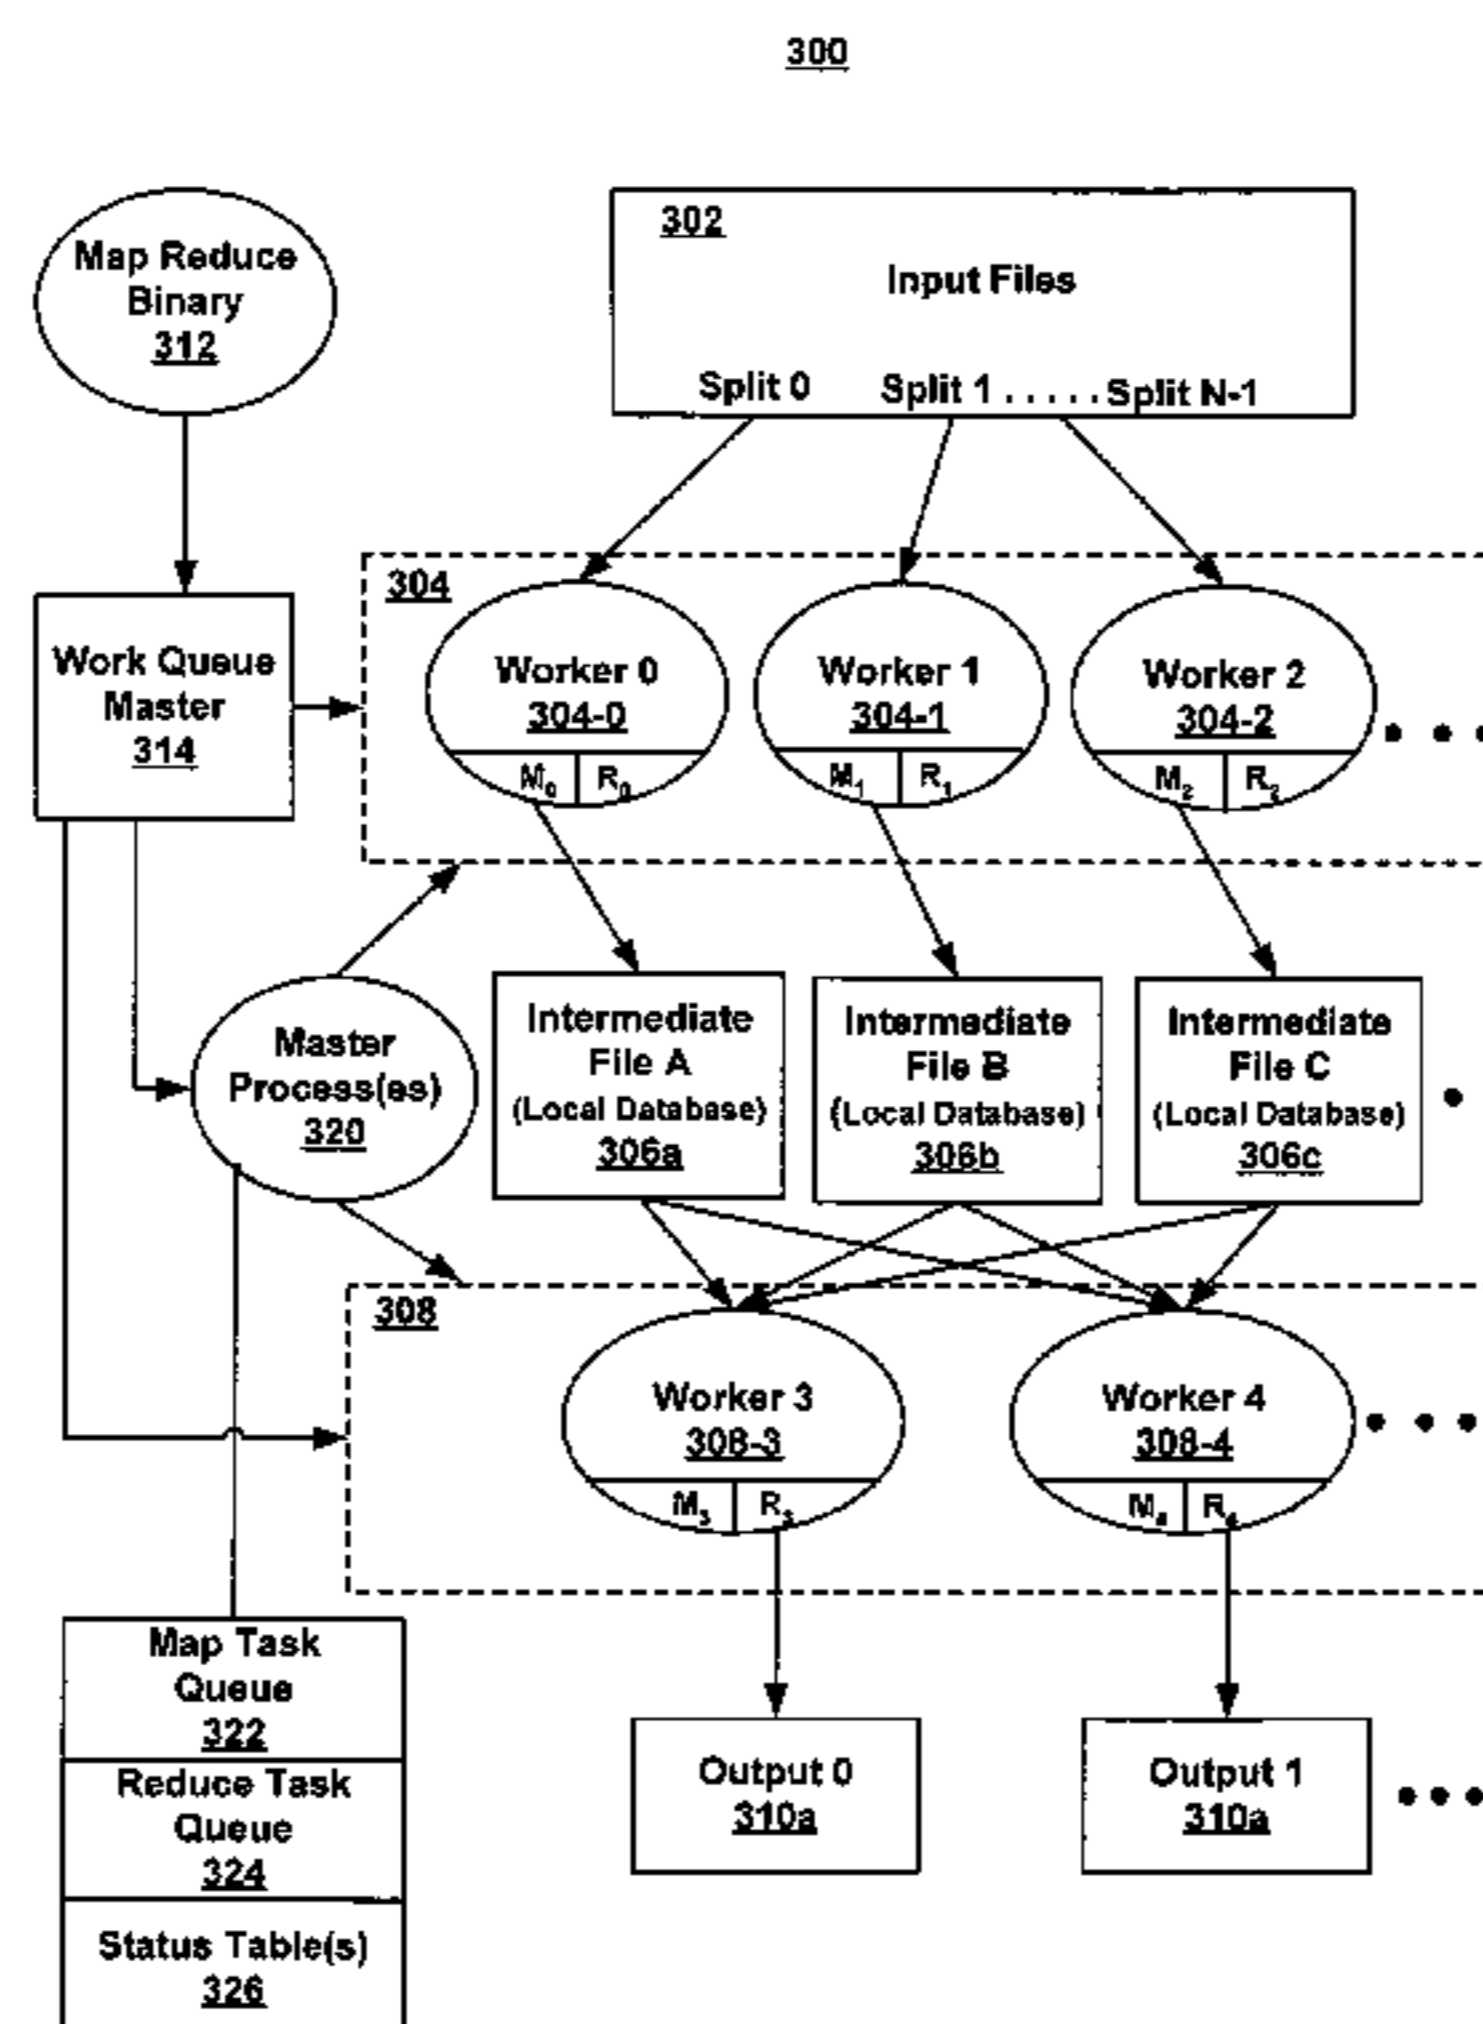 300
Map Reduce
Binary
312
302
Input Files
Split 0 Split 1 . . . . . Split N-1
Work Queue
Master
314
304
Worker 0
304-0
M0 R0
Worker 1
304-1
M1 R1
Worker 2
304-2
M2 R2
Master
Process(es)
320
Intermediate
File A
(Local Database)
306a
Intermediate
File B
(Local Database)
306b
Intermediate
File C
(Local Database)
306c
308
Worker 3
308-3
M3 R3
Worker 4
308-4
M4 R4
Map Task
Queue
322
Reduce Task
Queue
324
Status Table(s)
326
Output 0
310a
Output 1
310a